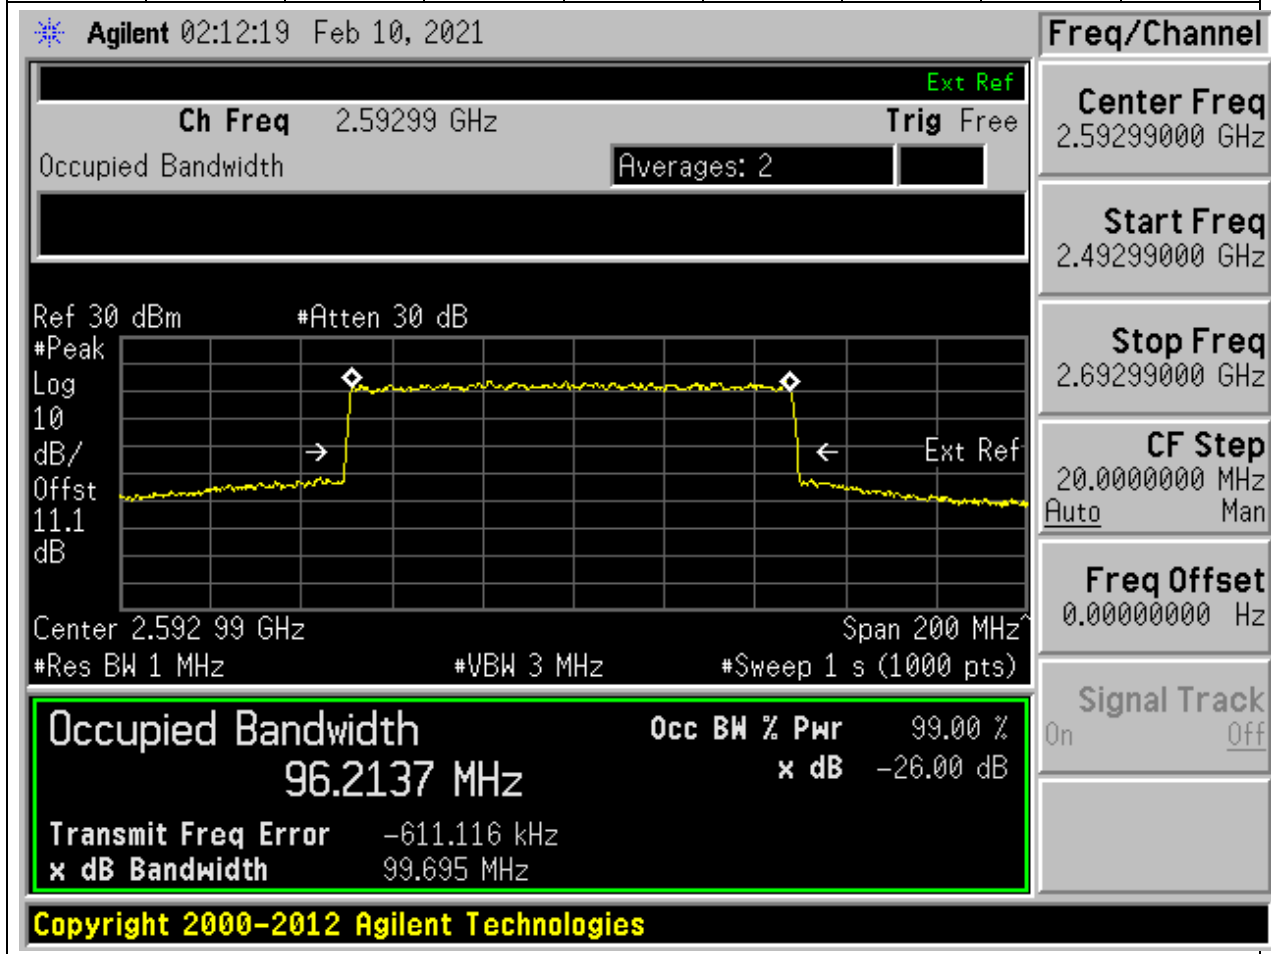 Agilent 02:12:19 Feb 10, 2021
Freq/Channel
Ext Ref
Ch Freq 2.59299 GHz Trig Free
Occupied Bandwidth Averages: 2
Center Freq
2.59299000 GHz
Start Freq
2.49299000 GHz
Stop Freq
2.69299000 GHz
CF Step
20.0000000 MHz
Auto Man
Freq Offset
0.00000000 Hz
Signal Track
On Off
Ref 30 dBm #Atten 30 dB
#Peak
Log
10
dB/
Offst
11.1
dB
Ext Ref
Center 2.592 99 GHz Span 200 MHz^
#Res BW 1 MHz #VBW 3 MHz #Sweep 1 s (1000 pts)
Occupied Bandwidth
96.2137 MHz
Occ BW % Pwr 99.00 %
x dB -26.00 dB
Transmit Freq Error -611.116 kHz
x dB Bandwidth 99.695 MHz
Copyright 2000-2012 Agilent Technologies